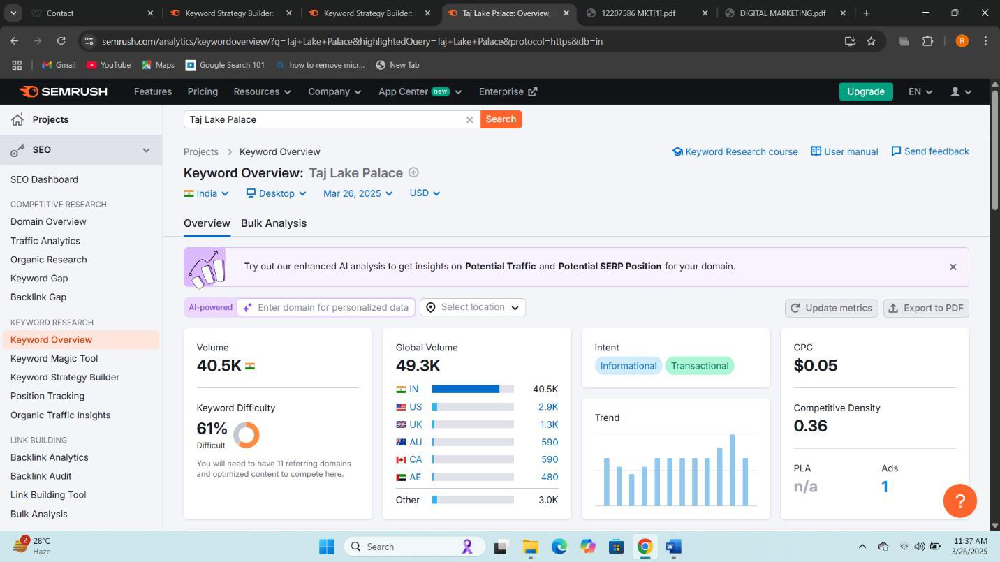 Contact
Keyword Strategy Builder:
Keyword Strategy Builder:
Taj Lake Palace: Overview,
12207586 MKT[1].pdf
DIGITAL MARKETING.pdf
semrush.com/analytics/keywordoverview/?q=Taj+Lake+Palace&highlightedQuery=Taj+Lake+Palace&protocol=https&db=in
R
Gmail
YouTube
Maps
Google Search 101
how to remove micr...
New Tab
SEMRUSH
Features
Pricing
Resources
Company
App Center new
Enterprise
Upgrade
EN
Projects
SEO
SEO Dashboard
COMPETITIVE RESEARCH
Domain Overview
Traffic Analytics
Organic Research
Keyword Gap
Backlink Gap
KEYWORD RESEARCH
Keyword Overview
Keyword Magic Tool
Keyword Strategy Builder
Position Tracking
Organic Traffic Insights
LINK BUILDING
Backlink Analytics
Backlink Audit
Link Building Tool
Bulk Analysis
Taj Lake Palace
Search
Projects > Keyword Overview
Keyword Research course
User manual
Send feedback
Keyword Overview: Taj Lake Palace
India
Desktop
Mar 26, 2025
USD
Overview
Bulk Analysis
Try out our enhanced AI analysis to get insights on Potential Traffic and Potential SERP Position for your domain.
AI-powered
Enter domain for personalized data
Select location
Update metrics
Export to PDF
Volume
40.5K
Keyword Difficulty
61%
Difficult
You will need to have 11 referring domains
and optimized content to compete here.
Global Volume
49.3K
IN 40.5K
US 2.9K
UK 1.3K
AU 590
CA 590
AE 480
Other 3.0K
Intent
Informational
Transactional
Trend
CPC
$0.05
Competitive Density
0.36
PLA
n/a
Ads
1
?
2
28°C
Haze
Search
11:37 AM
3/26/2025